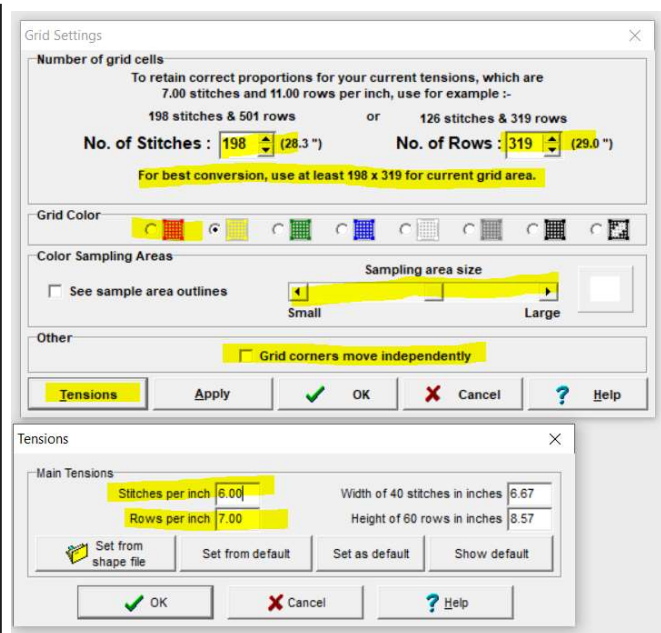 Grid Settings
Number of grid cells
To retain correct proportions for your current tensions, which are
7.00 stitches and 11.00 rows per inch, use for example :-
198 stitches & 501 rows or 126 stitches & 319 rows
No. of Stitches : 198 (28.3 ") No. of Rows : 319 (29.0 ")
For best conversion, use at least 198 x 319 for current grid area.
Grid Color
Color Sampling Areas
Sampling area size
See sample area outlines
Small Large
Other
Grid corners move independently
Tensions Apply OK Cancel ? Help
Tensions
Main Tensions
Stitches per inch 6.00 Width of 40 stitches in inches 6.67
Rows per inch 7.00 Height of 60 rows in inches 8.57
Set from
shape file
Set from default Set as default Show default
OK Cancel ? Help